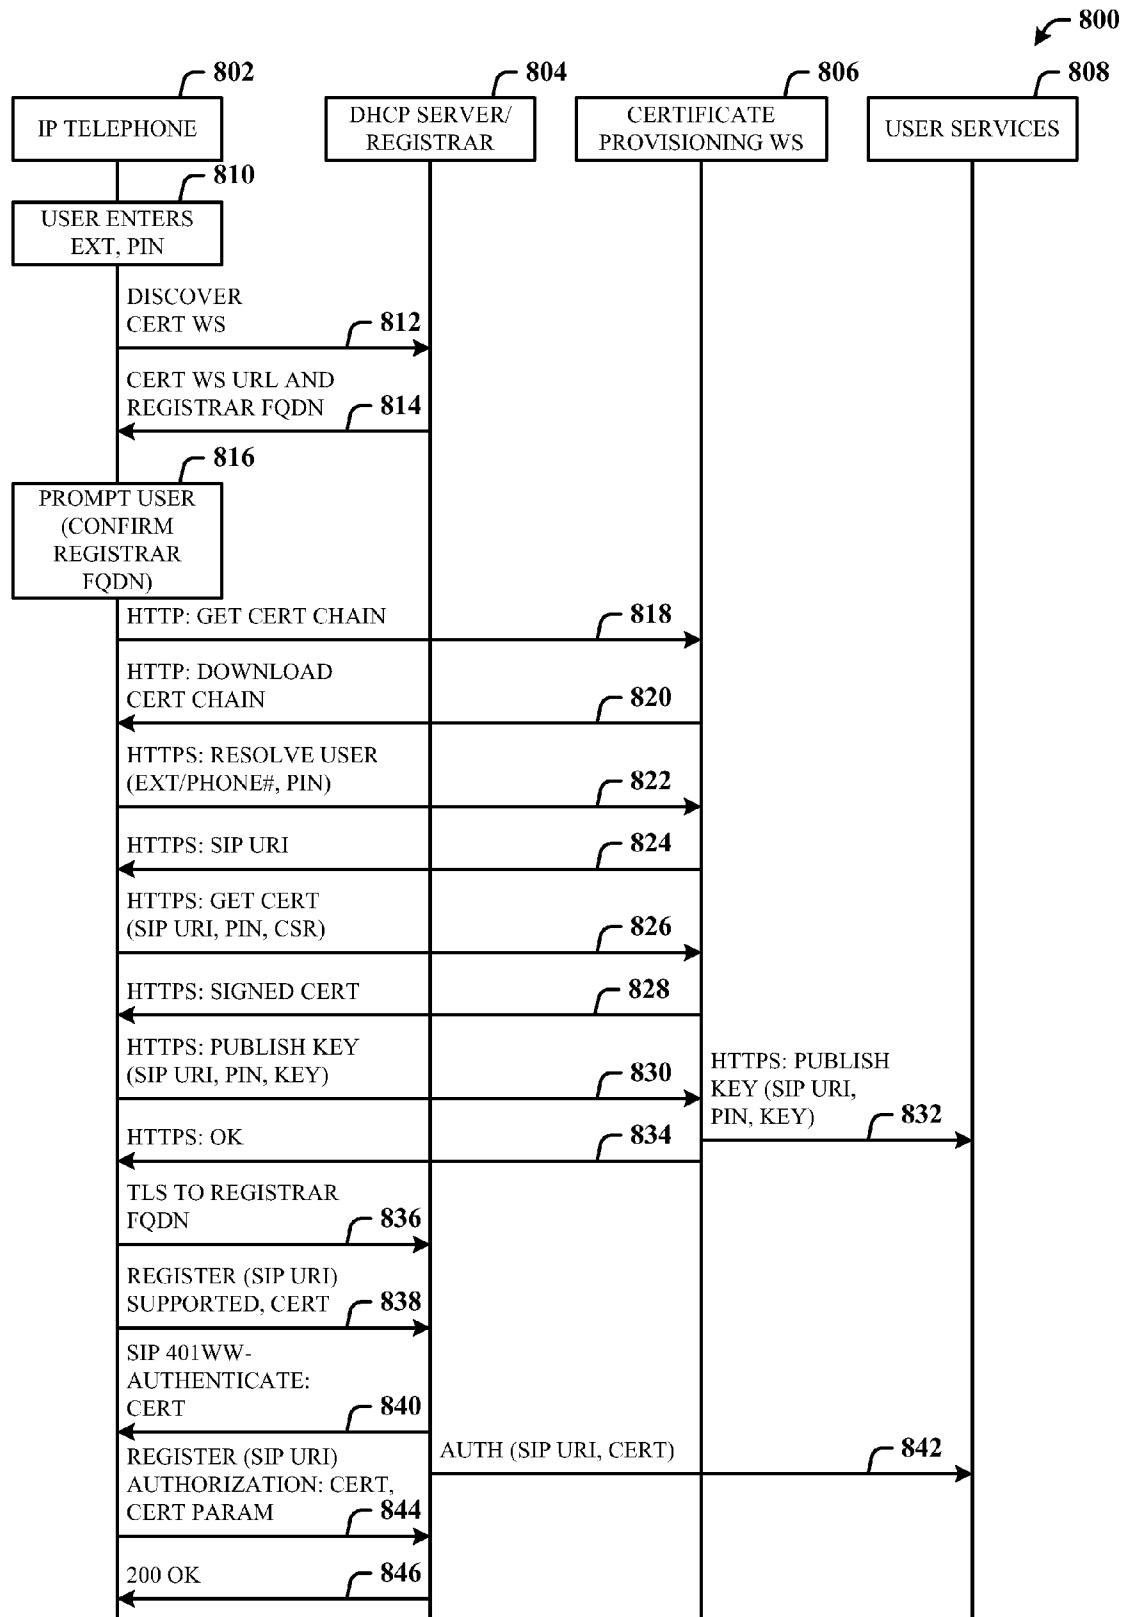 800
802
804
806
808
IP TELEPHONE
DHCP SERVER/
REGISTRAR
CERTIFICATE
PROVISIONING WS
USER SERVICES
810
USER ENTERS
EXT, PIN
DISCOVER
CERT WS
812
CERT WS URL AND
REGISTRAR FQDN
814
816
PROMPT USER
(CONFIRM
REGISTRAR
FQDN)
HTTP: GET CERT CHAIN
818
HTTP: DOWNLOAD
CERT CHAIN
820
HTTPS: RESOLVE USER
(EXT/PHONE#, PIN)
822
HTTPS: SIP URI
824
HTTPS: GET CERT
(SIP URI, PIN, CSR)
826
HTTPS: SIGNED CERT
828
HTTPS: PUBLISH KEY
(SIP URI, PIN, KEY)
830
HTTPS: PUBLISH
KEY (SIP URI,
PIN, KEY)
832
HTTPS: OK
834
TLS TO REGISTRAR
FQDN
836
REGISTER (SIP URI)
SUPPORTED, CERT
838
SIP 401WW-
AUTHENTICATE:
CERT
840
AUTH (SIP URI, CERT)
842
REGISTER (SIP URI)
AUTHORIZATION: CERT,
CERT PARAM
844
200 OK
846